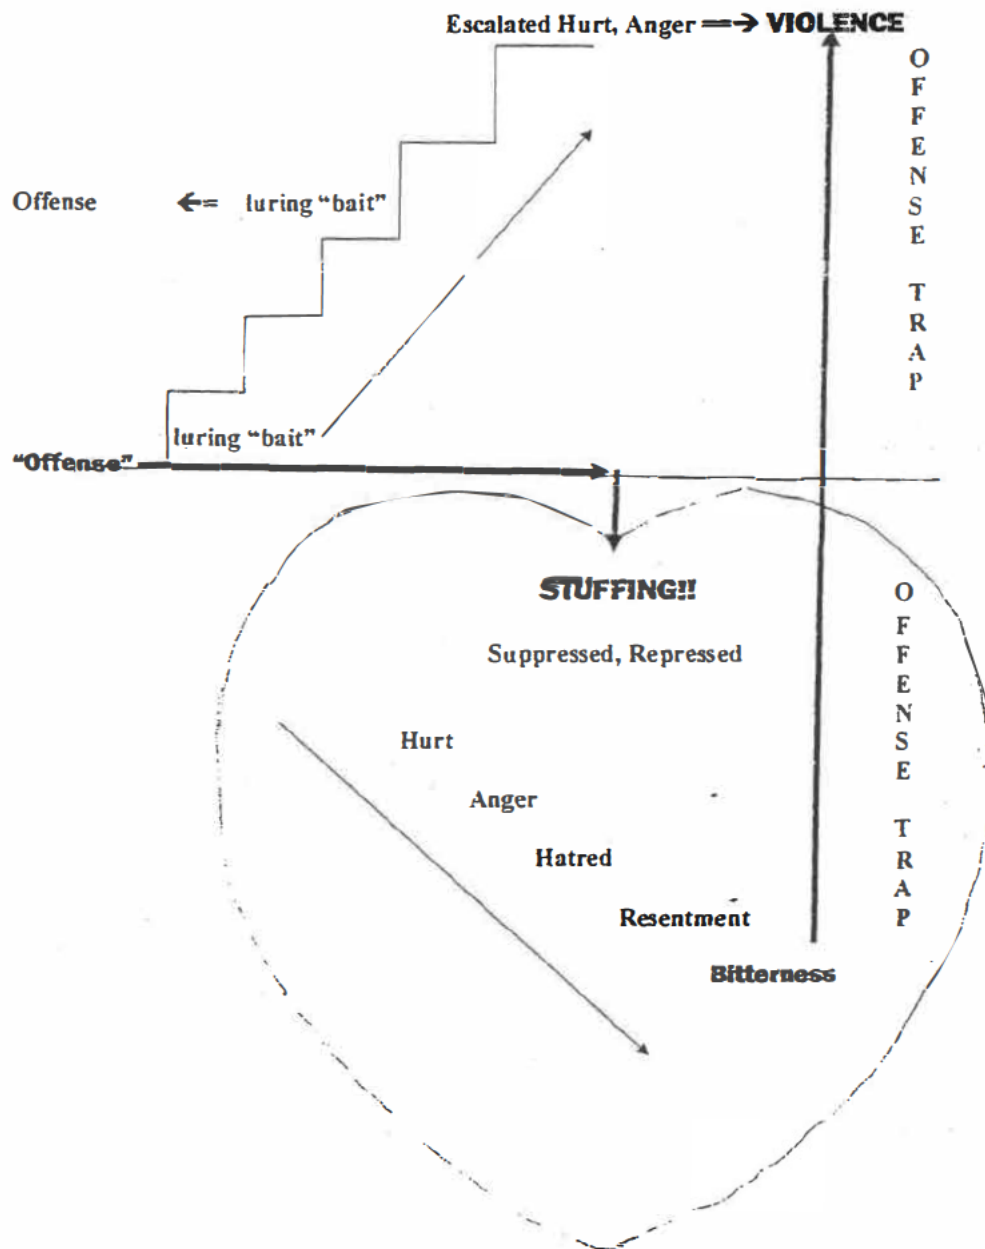 Escalated Hurt, Anger ==> VIOLENCE
OFFENSE TRAP
Offense <== luring “bait”
luring “bait”
“Offense”
STUFFING!!
Suppressed, Repressed
OFFENSE TRAP
Hurt
Anger
Hatred
Resentment
Bitterness